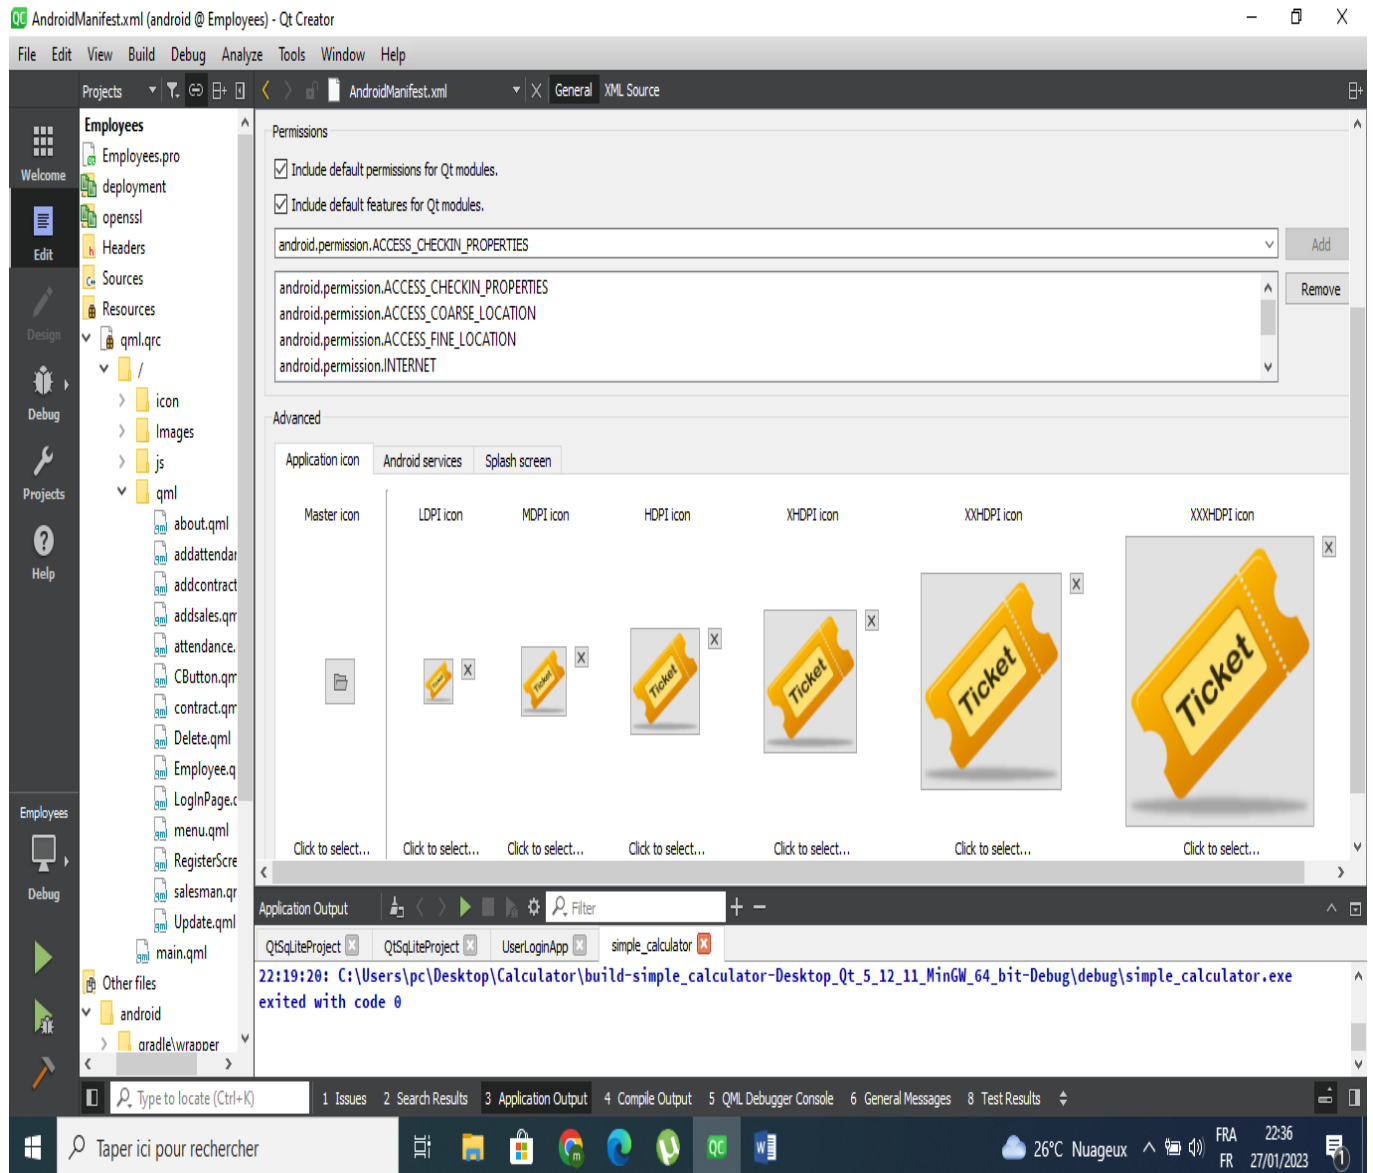 QC AndroidManifest.xml (android @ Employees) - Qt Creator
File Edit View Build Debug Analyze Tools Window Help
Projects
AndroidManifest.xml
General XML Source
Welcome
Edit
Design
Debug
Projects
Help
Employees
Debug
Employees
Employees.pro
deployment
openssl
Headers
Sources
Resources
qml.qrc
/
icon
Images
js
qml
about.qml
addattendar
addcontract
addsales.qm
attendance.
CButton.qm
contract.qm
Delete.qml
Employee.q
LogInPage.c
menu.qml
RegisterScre
salesman.qr
Update.qml
main.qml
Other files
android
gradle\wrapper
Permissions
Include default permissions for Qt modules.
Include default features for Qt modules.
android.permission.ACCESS_CHECKIN_PROPERTIES Add
android.permission.ACCESS_CHECKIN_PROPERTIES Remove
android.permission.ACCESS_COARSE_LOCATION
android.permission.ACCESS_FINE_LOCATION
android.permission.INTERNET
Advanced
Application icon Android services Splash screen
Master icon LDPI icon MDPI icon HDPI icon XHDPI icon XXHDPI icon XXXHDPI icon
Ticket Ticket Ticket Ticket Ticket Ticket
Click to select... Click to select... Click to select... Click to select... Click to select... Click to select... Click to select...
Application Output Filter
QtSqLiteProject QtSqLiteProject UserLoginApp simple_calculator
22:19:20: C:\Users\pc\Desktop\Calculator\build-simple_calculator-Desktop_Qt_5_12_11_MinGW_64_bit-Debug\debug\simple_calculator.exe
exited with code 0
Type to locate (Ctrl+K) 1 Issues 2 Search Results 3 Application Output 4 Compile Output 5 QML Debugger Console 6 General Messages 8 Test Results
Taper ici pour rechercher
QC
W
26°C Nuageux
FRA
FR
22:36
27/01/2023
1